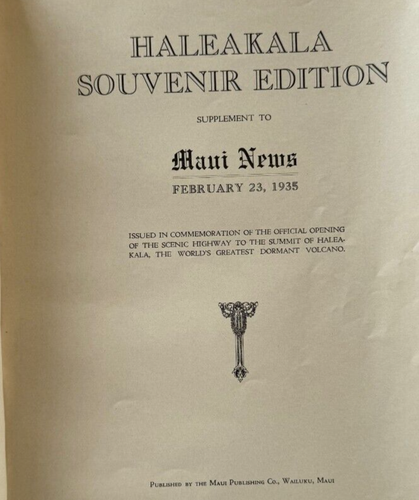 HALEAKALA
SOUVENIR EDITION
SUPPLEMENT TO
Maui News
FEBRUARY 23, 1935
ISSUED IN COMMEMORATION OF THE OFFICIAL OPENING
OF THE SCENIC HIGHWAY TO THE SUMMIT OF HALEA-
KALA, THE WORLD'S GREATEST DORMANT VOLCANO.
PUBLISHED BY THE MAUI PUBLISHING CO., WAILUKU, MAUI